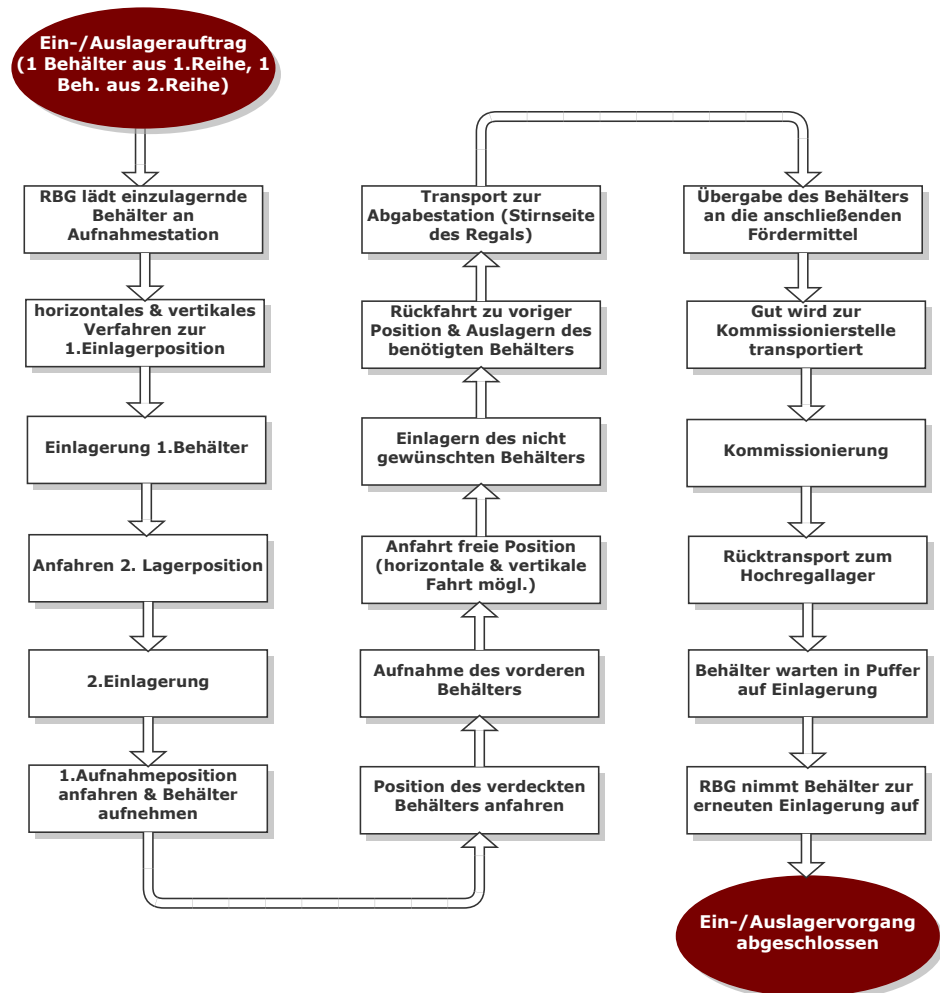 Ein-/Auslagerauftrag
(1 Behälter aus 1.Reihe, 1
Beh. aus 2.Reihe)
RBG lädt einzulagernde
Behälter an
Aufnahmestation
horizontales & vertikales
Verfahren zur
1.Einlagerposition
Einlagerung 1.Behälter
Anfahren 2. Lagerposition
2.Einlagerung
1.Aufnahmeposition
anfahren & Behälter
aufnehmen
Position des verdeckten
Behälters anfahren
Aufnahme des vorderen
Behälters
Anfahrt freie Position
(horizontale & vertikale
Fahrt mögl.)
Einlagern des nicht
gewünschten Behälters
Rückfahrt zu voriger
Position & Auslagern des
benötigten Behälters
Transport zur
Abgabestation (Stirnseite
des Regals)
Übergabe des Behälters
an die anschließenden
Fördermittel
Gut wird zur
Kommissionierstelle
transportiert
Kommissionierung
Rücktransport zum
Hochregallager
Behälter warten in Puffer
auf Einlagerung
RBG nimmt Behälter zur
erneuten Einlagerung auf
Ein-/Auslagervorgang
abgeschlossen